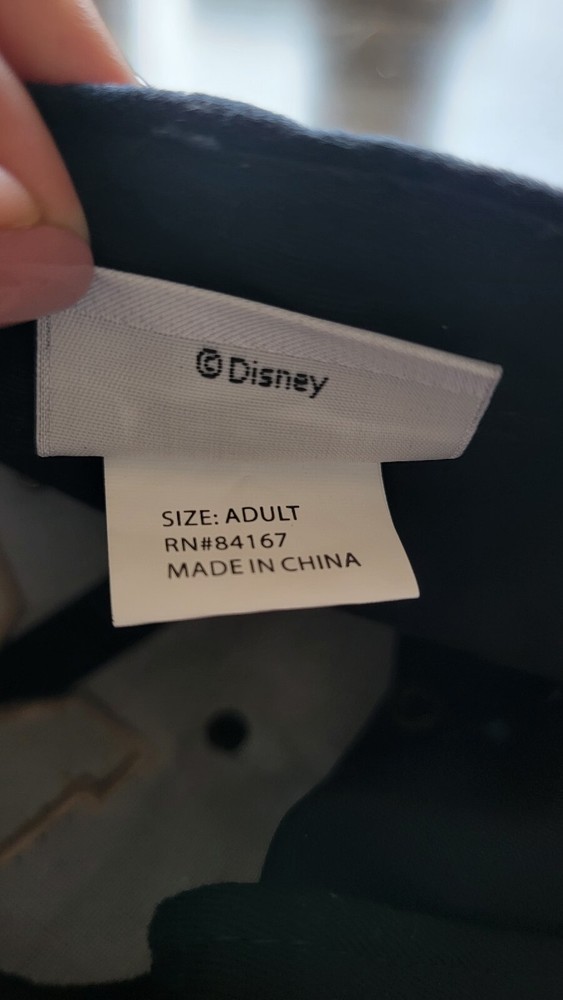 ©Disney
SIZE: ADULT
RN#84167
MADE IN CHINA